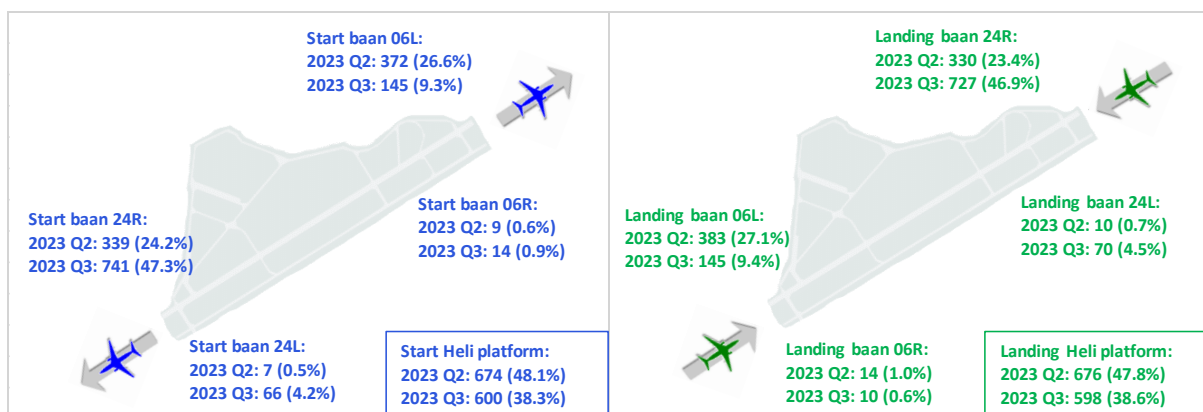 Start baan 06L:
2023 Q2: 372 (26.6%)
2023 Q3: 145 (9.3%)
Start baan 24R:
2023 Q2: 339 (24.2%)
2023 Q3: 741 (47.3%)
Start baan 06R:
2023 Q2: 9 (0.6%)
2023 Q3: 14 (0.9%)
Start baan 24L:
2023 Q2: 7 (0.5%)
2023 Q3: 66 (4.2%)
Start Heli platform:
2023 Q2: 674 (48.1%)
2023 Q3: 600 (38.3%)
Landing baan 24R:
2023 Q2: 330 (23.4%)
2023 Q3: 727 (46.9%)
Landing baan 06L:
2023 Q2: 383 (27.1%)
2023 Q3: 145 (9.4%)
Landing baan 24L:
2023 Q2: 10 (0.7%)
2023 Q3: 70 (4.5%)
Landing baan 06R:
2023 Q2: 14 (1.0%)
2023 Q3: 10 (0.6%)
Landing Heli platform:
2023 Q2: 676 (47.8%)
2023 Q3: 598 (38.6%)